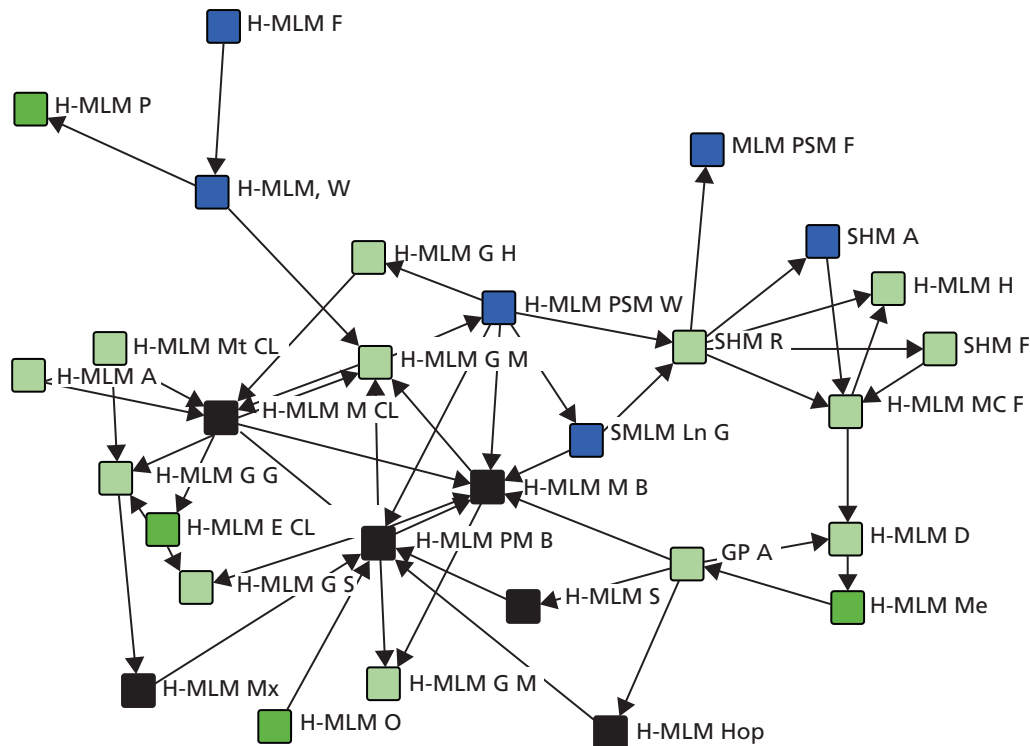 H-MLM F
H-MLM P
MLM PSM F
H-MLM, W
SHM A
H-MLM G H
H-MLM H
H-MLM PSM W
SHM R
SHM F
H-MLM Mt CL
H-MLM G M
H-MLM A
H-MLM M CL
H-MLM MC F
SMLM Ln G
H-MLM G G
H-MLM M B
H-MLM E CL
H-MLM PM B
H-MLM D
GP A
H-MLM G S
H-MLM S
H-MLM Me
H-MLM Mx
H-MLM G M
H-MLM O
H-MLM Hop